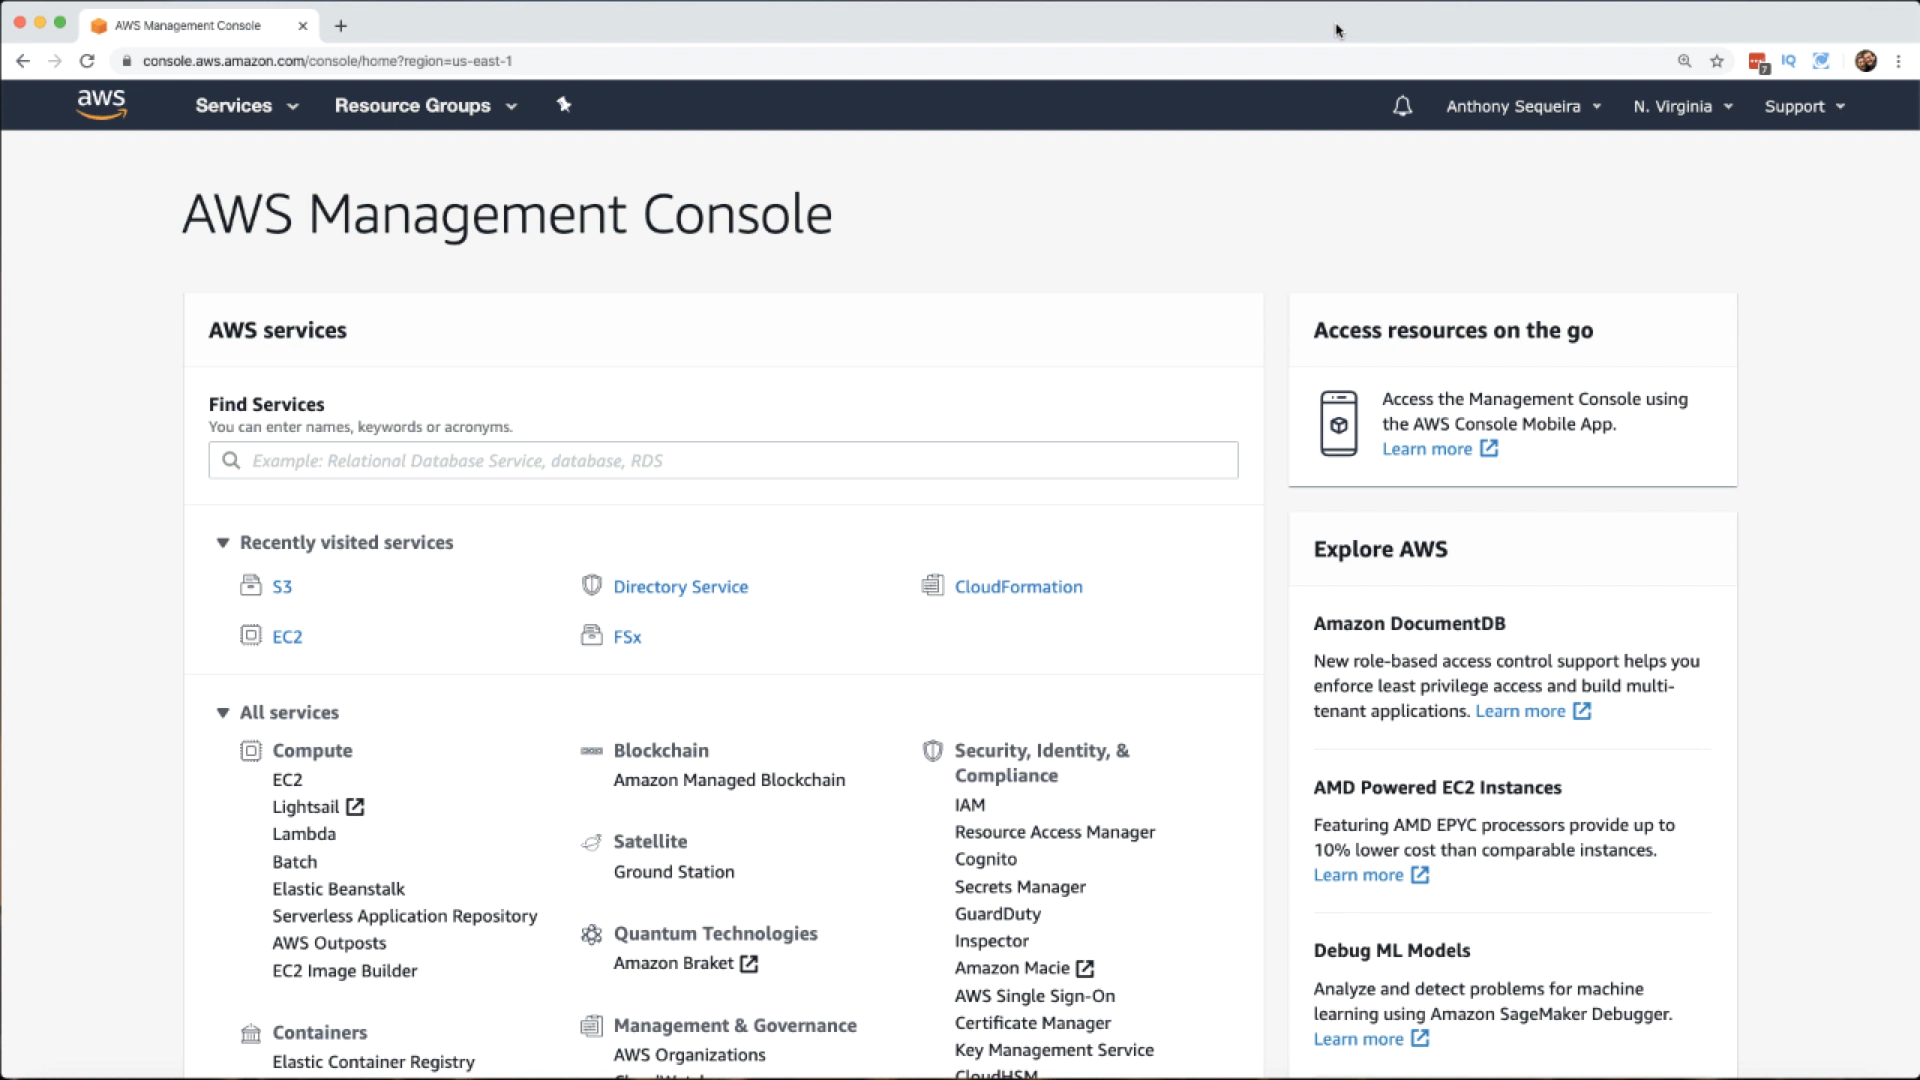 AWS Management Console
console.aws.amazon.com/console/home?region=us-east-1
7
IQ
aws
Services
Resource Groups
Anthony Sequeira
N. Virginia
Support
AWS Management Console
AWS services
Find Services
You can enter names, keywords or acronyms.
Example: Relational Database Service, database, RDS
Recently visited services
S3
Directory Service
CloudFormation
EC2
FSx
All services
Compute
EC2
Lightsail
Lambda
Batch
Elastic Beanstalk
Serverless Application Repository
AWS Outposts
EC2 Image Builder
Containers
Elastic Container Registry
Blockchain
Amazon Managed Blockchain
Satellite
Ground Station
Quantum Technologies
Amazon Braket
Management & Governance
AWS Organizations
Security, Identity, &
Compliance
IAM
Resource Access Manager
Cognito
Secrets Manager
GuardDuty
Inspector
Amazon Macie
AWS Single Sign-On
Certificate Manager
Key Management Service
CloudHSM
Access resources on the go
Access the Management Console using
the AWS Console Mobile App.
Learn more
Explore AWS
Amazon DocumentDB
New role-based access control support helps you
enforce least privilege access and build multi-
tenant applications. Learn more
AMD Powered EC2 Instances
Featuring AMD EPYC processors provide up to
10% lower cost than comparable instances.
Learn more
Debug ML Models
Analyze and detect problems for machine
learning using Amazon SageMaker Debugger.
Learn more